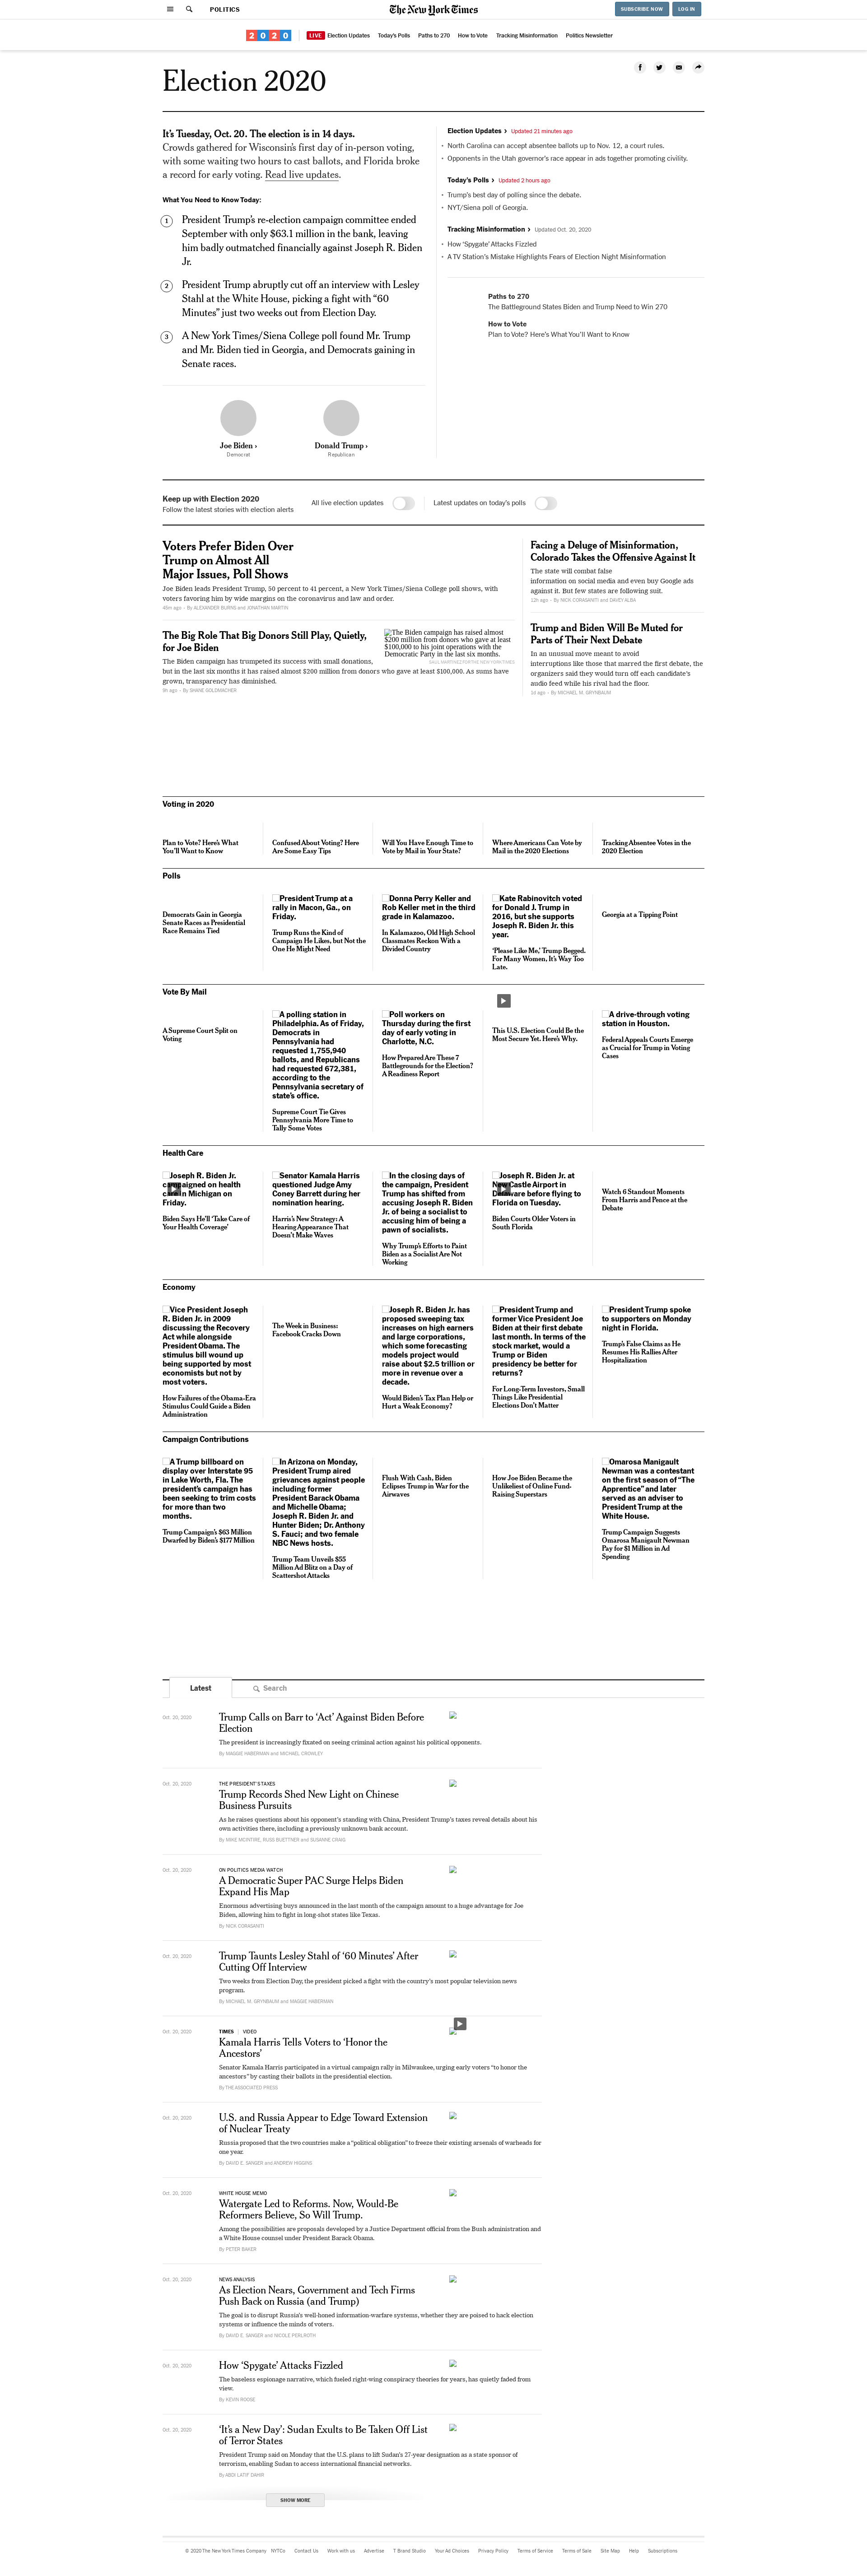 POLITICS
The New York Times
SUBSCRIBE NOW
LOG IN
2020
LIVE Election Updates
Today's Polls
Paths to 270
How to Vote
Tracking Misinformation
Politics Newsletter
Election 2020
It's Tuesday, Oct. 20. The election is in 14 days.
Crowds gathered for Wisconsin's first day of in-person voting,
with some waiting two hours to cast ballots, and Florida broke
a record for early voting. Read live updates.
What You Need to Know Today:
1
President Trump's re-election campaign committee ended
September with only $63.1 million in the bank, leaving
him badly outmatched financially against Joseph R. Biden
Jr.
2
President Trump abruptly cut off an interview with Lesley
Stahl at the White House, picking a fight with "60
Minutes" just two weeks out from Election Day.
3
A New York Times/Siena College poll found Mr. Trump
and Mr. Biden tied in Georgia, and Democrats gaining in
Senate races.
Joe Biden ›
Democrat
Donald Trump ›
Republican
Election Updates › Updated 21 minutes ago
• North Carolina can accept absentee ballots up to Nov. 12, a court rules.
• Opponents in the Utah governor's race appear in ads together promoting civility.
Today's Polls › Updated 2 hours ago
• Trump's best day of polling since the debate.
• NYT/Siena poll of Georgia.
Tracking Misinformation › Updated Oct. 20, 2020
• How 'Spygate' Attacks Fizzled
• A TV Station's Mistake Highlights Fears of Election Night Misinformation
Paths to 270
The Battleground States Biden and Trump Need to Win 270
How to Vote
Plan to Vote? Here's What You'll Want to Know
Keep up with Election 2020
Follow the latest stories with election alerts
All live election updates
Latest updates on today's polls
Voters Prefer Biden Over
Trump on Almost All
Major Issues, Poll Shows
Joe Biden leads President Trump, 50 percent to 41 percent, a New York Times/Siena College poll shows, with
voters favoring him by wide margins on the coronavirus and law and order.
45m ago · By ALEXANDER BURNS and JONATHAN MARTIN
The Big Role That Big Donors Still Play, Quietly,
for Joe Biden
The Biden campaign has trumpeted its success with small donations,
but in the last six months it has raised almost $200 million from donors who gave at least $100,000. As sums have
grown, transparency has diminished.
9h ago · By SHANE GOLDMACHER
The Biden campaign has raised almost
$200 million from donors who gave at least
$100,000 to his joint operations with the
Democratic Party in the last six months.
Facing a Deluge of Misinformation,
Colorado Takes the Offensive Against It
The state will combat false
information on social media and even buy Google ads
against it. But few states are following suit.
12h ago · By NICK CORASANITI and DAVEY ALBA
Trump and Biden Will Be Muted for
Parts of Their Next Debate
In an unusual move meant to avoid
interruptions like those that marred the first debate, the
organizers said they would turn off each candidate's
audio feed while his rival had the floor.
1d ago · By MICHAEL M. GRYNBAUM
Voting in 2020
Plan to Vote? Here's What
You'll Want to Know
Confused About Voting? Here
Are Some Easy Tips
Will You Have Enough Time to
Vote by Mail in Your State?
Where Americans Can Vote by
Mail in the 2020 Elections
Tracking Absentee Votes in the
2020 Election
Polls
Democrats Gain in Georgia
Senate Races as Presidential
Race Remains Tied
President Trump at a
rally in Macon, Ga., on
Friday.
Trump Runs the Kind of
Campaign He Likes, but Not the
One He Might Need
Donna Perry Keller and
Rob Keller met in the third
grade in Kalamazoo.
In Kalamazoo, Old High School
Classmates Reckon With a
Divided Country
Kate Rabinovitch voted
for Donald J. Trump in
2016, but she supports
Joseph R. Biden Jr. this
year.
'Please Like Me,' Trump Begged.
For Many Women, It's Way Too
Late.
Georgia at a Tipping Point
Vote By Mail
A Supreme Court Split on
Voting
A polling station in
Philadelphia. As of Friday,
Democrats in
Pennsylvania had
requested 1,755,940
ballots, and Republicans
had requested 672,381,
according to the
Pennsylvania secretary of
state's office.
Supreme Court Tie Gives
Pennsylvania More Time to
Tally Some Votes
Poll workers on
Thursday during the first
day of early voting in
Charlotte, N.C.
How Prepared Are These 7
Battlegrounds for the Election?
A Readiness Report
This U.S. Election Could Be the
Most Secure Yet. Here's Why.
A drive-through voting
station in Houston.
Federal Appeals Courts Emerge
as Crucial for Trump in Voting
Cases
Health Care
Joseph R. Biden Jr.
campaigned on health
care in Michigan on
Friday.
Biden Says He'll 'Take Care of
Your Health Coverage'
Senator Kamala Harris
questioned Judge Amy
Coney Barrett during her
nomination hearing.
Harris's New Strategy: A
Hearing Appearance That
Doesn't Make Waves
In the closing days of
the campaign, President
Trump has shifted from
accusing Joseph R. Biden
Jr. of being a socialist to
accusing him of being a
pawn of socialists.
Why Trump's Efforts to Paint
Biden as a Socialist Are Not
Working
Joseph R. Biden Jr. at
New Castle Airport in
Delaware before flying to
Florida on Tuesday.
Biden Courts Older Voters in
South Florida
Watch 6 Standout Moments
From Harris and Pence at the
Debate
Economy
Vice President Joseph
R. Biden Jr. in 2009
discussing the Recovery
Act while alongside
President Obama. The
stimulus bill wound up
being supported by most
economists but not by
most voters.
How Failures of the Obama-Era
Stimulus Could Guide a Biden
Administration
The Week in Business:
Facebook Cracks Down
Joseph R. Biden Jr. has
proposed sweeping tax
increases on high earners
and large corporations,
which some forecasting
models project would
raise about $2.5 trillion or
more in revenue over a
decade.
Would Biden's Tax Plan Help or
Hurt a Weak Economy?
President Trump and
former Vice President Joe
Biden at their first debate
last month. In terms of the
stock market, would a
Trump or Biden
presidency be better for
returns?
For Long-Term Investors, Small
Things Like Presidential
Elections Don't Matter
President Trump spoke
to supporters on Monday
night in Florida.
Trump's False Claims as He
Resumes His Rallies After
Hospitalization
Campaign Contributions
A Trump billboard on
display over Interstate 95
in Lake Worth, Fla. The
president's campaign has
been seeking to trim costs
for more than two
months.
Trump Campaign's $63 Million
Dwarfed by Biden's $177 Million
In Arizona on Monday,
President Trump aired
grievances against people
including former
President Barack Obama
and Michelle Obama;
Joseph R. Biden Jr. and
Hunter Biden; Dr. Anthony
S. Fauci; and two female
NBC News hosts.
Trump Team Unveils $55
Million Ad Blitz on a Day of
Scattershot Attacks
Flush With Cash, Biden
Eclipses Trump in War for the
Airwaves
How Joe Biden Became the
Unlikeliest of Online Fund-
Raising Superstars
Omarosa Manigault
Newman was a contestant
on the first season of "The
Apprentice" and later
served as an adviser to
President Trump at the
White House.
Trump Campaign Suggests
Omarosa Manigault Newman
Pay for $1 Million in Ad
Spending
Latest
Search
Oct. 20, 2020
Trump Calls on Barr to 'Act' Against Biden Before
Election
The president is increasingly fixated on seeing criminal action against his political opponents.
By MAGGIE HABERMAN and MICHAEL CROWLEY
Oct. 20, 2020
THE PRESIDENT'S TAXES
Trump Records Shed New Light on Chinese
Business Pursuits
As he raises questions about his opponent's standing with China, President Trump's taxes reveal details about his
own activities there, including a previously unknown bank account.
By MIKE MCINTIRE, RUSS BUETTNER and SUSANNE CRAIG
Oct. 20, 2020
ON POLITICS MEDIA WATCH
A Democratic Super PAC Surge Helps Biden
Expand His Map
Enormous advertising buys announced in the last month of the campaign amount to a huge advantage for Joe
Biden, allowing him to fight in long-shot states like Texas.
By NICK CORASANITI
Oct. 20, 2020
Trump Taunts Lesley Stahl of '60 Minutes' After
Cutting Off Interview
Two weeks from Election Day, the president picked a fight with the country's most popular television news
program.
By MICHAEL M. GRYNBAUM and MAGGIE HABERMAN
Oct. 20, 2020
TIMES | VIDEO
Kamala Harris Tells Voters to 'Honor the
Ancestors'
Senator Kamala Harris participated in a virtual campaign rally in Milwaukee, urging early voters "to honor the
ancestors" by casting their ballots in the presidential election.
By THE ASSOCIATED PRESS
Oct. 20, 2020
U.S. and Russia Appear to Edge Toward Extension
of Nuclear Treaty
Russia proposed that the two countries make a "political obligation" to freeze their existing arsenals of warheads for
one year.
By DAVID E. SANGER and ANDREW HIGGINS
Oct. 20, 2020
WHITE HOUSE MEMO
Watergate Led to Reforms. Now, Would-Be
Reformers Believe, So Will Trump.
Among the possibilities are proposals developed by a Justice Department official from the Bush administration and
a White House counsel under President Barack Obama.
By PETER BAKER
Oct. 20, 2020
NEWS ANALYSIS
As Election Nears, Government and Tech Firms
Push Back on Russia (and Trump)
The goal is to disrupt Russia's well-honed information-warfare systems, whether they are poised to hack election
systems or influence the minds of voters.
By DAVID E. SANGER and NICOLE PERLROTH
Oct. 20, 2020
How 'Spygate' Attacks Fizzled
The baseless espionage narrative, which fueled right-wing conspiracy theories for years, has quietly faded from
view.
By KEVIN ROOSE
Oct. 20, 2020
'It's a New Day': Sudan Exults to Be Taken Off List
of Terror States
President Trump said on Monday that the U.S. plans to lift Sudan's 27-year designation as a state sponsor of
terrorism, enabling Sudan to access international financial networks.
By ABDI LATIF DAHIR
SHOW MORE
© 2020 The New York Times Company
NYTCo
Contact Us
Work with us
Advertise
T Brand Studio
Your Ad Choices
Privacy Policy
Terms of Service
Terms of Sale
Site Map
Help
Subscriptions